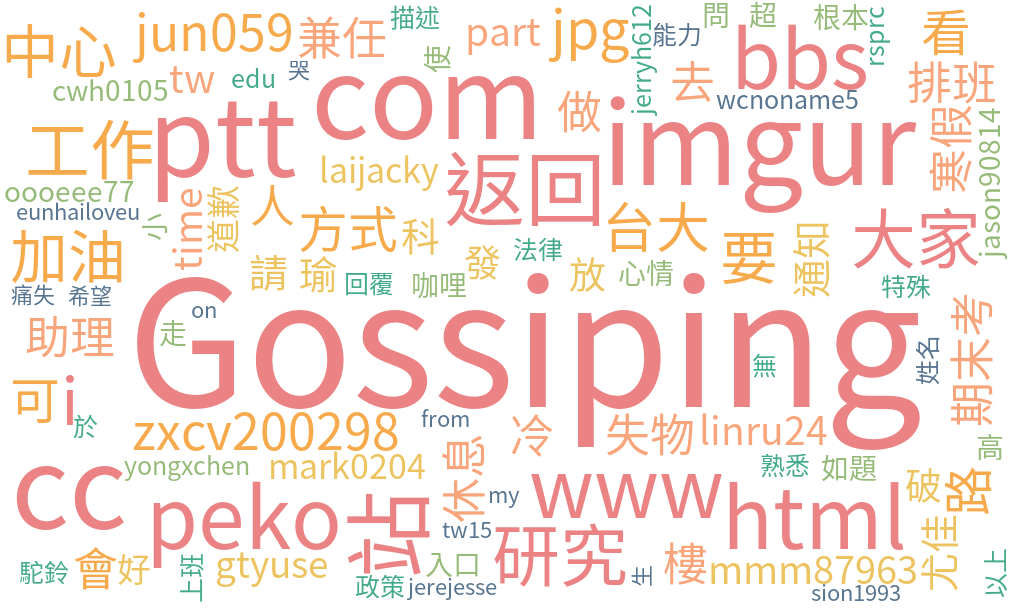 中心
jun059
兼任
描述
使
part
jpg
jerryh612
能力
問
超
根本
rsprc
看
cwh0105
tw
edu
哭
com
做
去
bbs
wcnoname5
排班
工作
ptt
imgur
寒假
jason90814
oooeee77
laijacky
返回
eunhailoveu
小
time
道歉
人
方式
科
台大
要
通知
大家
加油
請
瑜
回覆
咖哩
發
法律
放
心情
特殊
痛失
希望
助理
走
on
Gossiping
無
姓名
期末考
可
i
於
zxcv200298
from
冷
失物
linru24
高
yongxchen
mark0204
休息
熟悉
如題
破
路
cc
peko
站
my
www
html
tw15
研究
駝鈴
會
好
上班
gtyuse
政策
入口
jerejesse
生
樓
mmm87963
sion1993
尤佳
以上